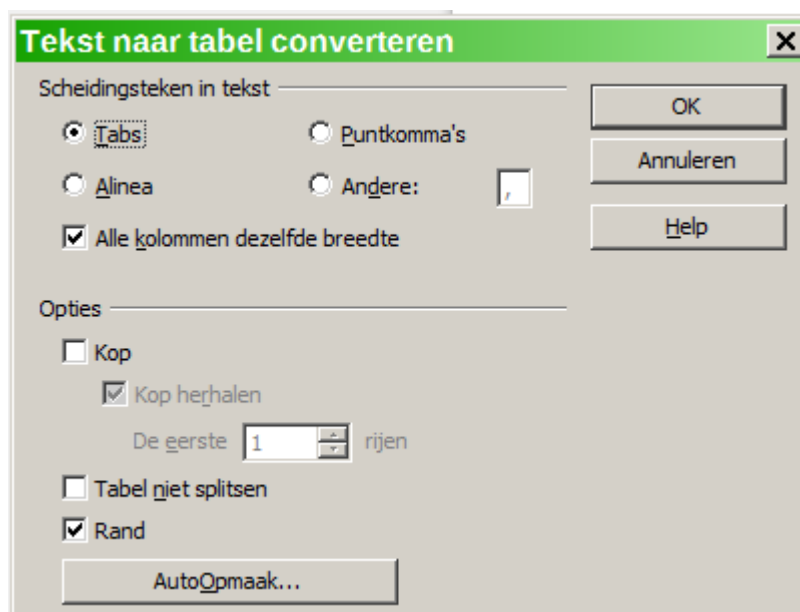 Tekst naar tabel converteren
Scheidingsteken in tekst
Tabs
Puntkomma's
Alinea
Andere: ,
Alle kolommen dezelfde breedte
OK
Annuleren
Help
Opties
Kop
Kop herhalen
De eerste 1 rijen
Tabel niet splitsen
Rand
AutoOpmaak...